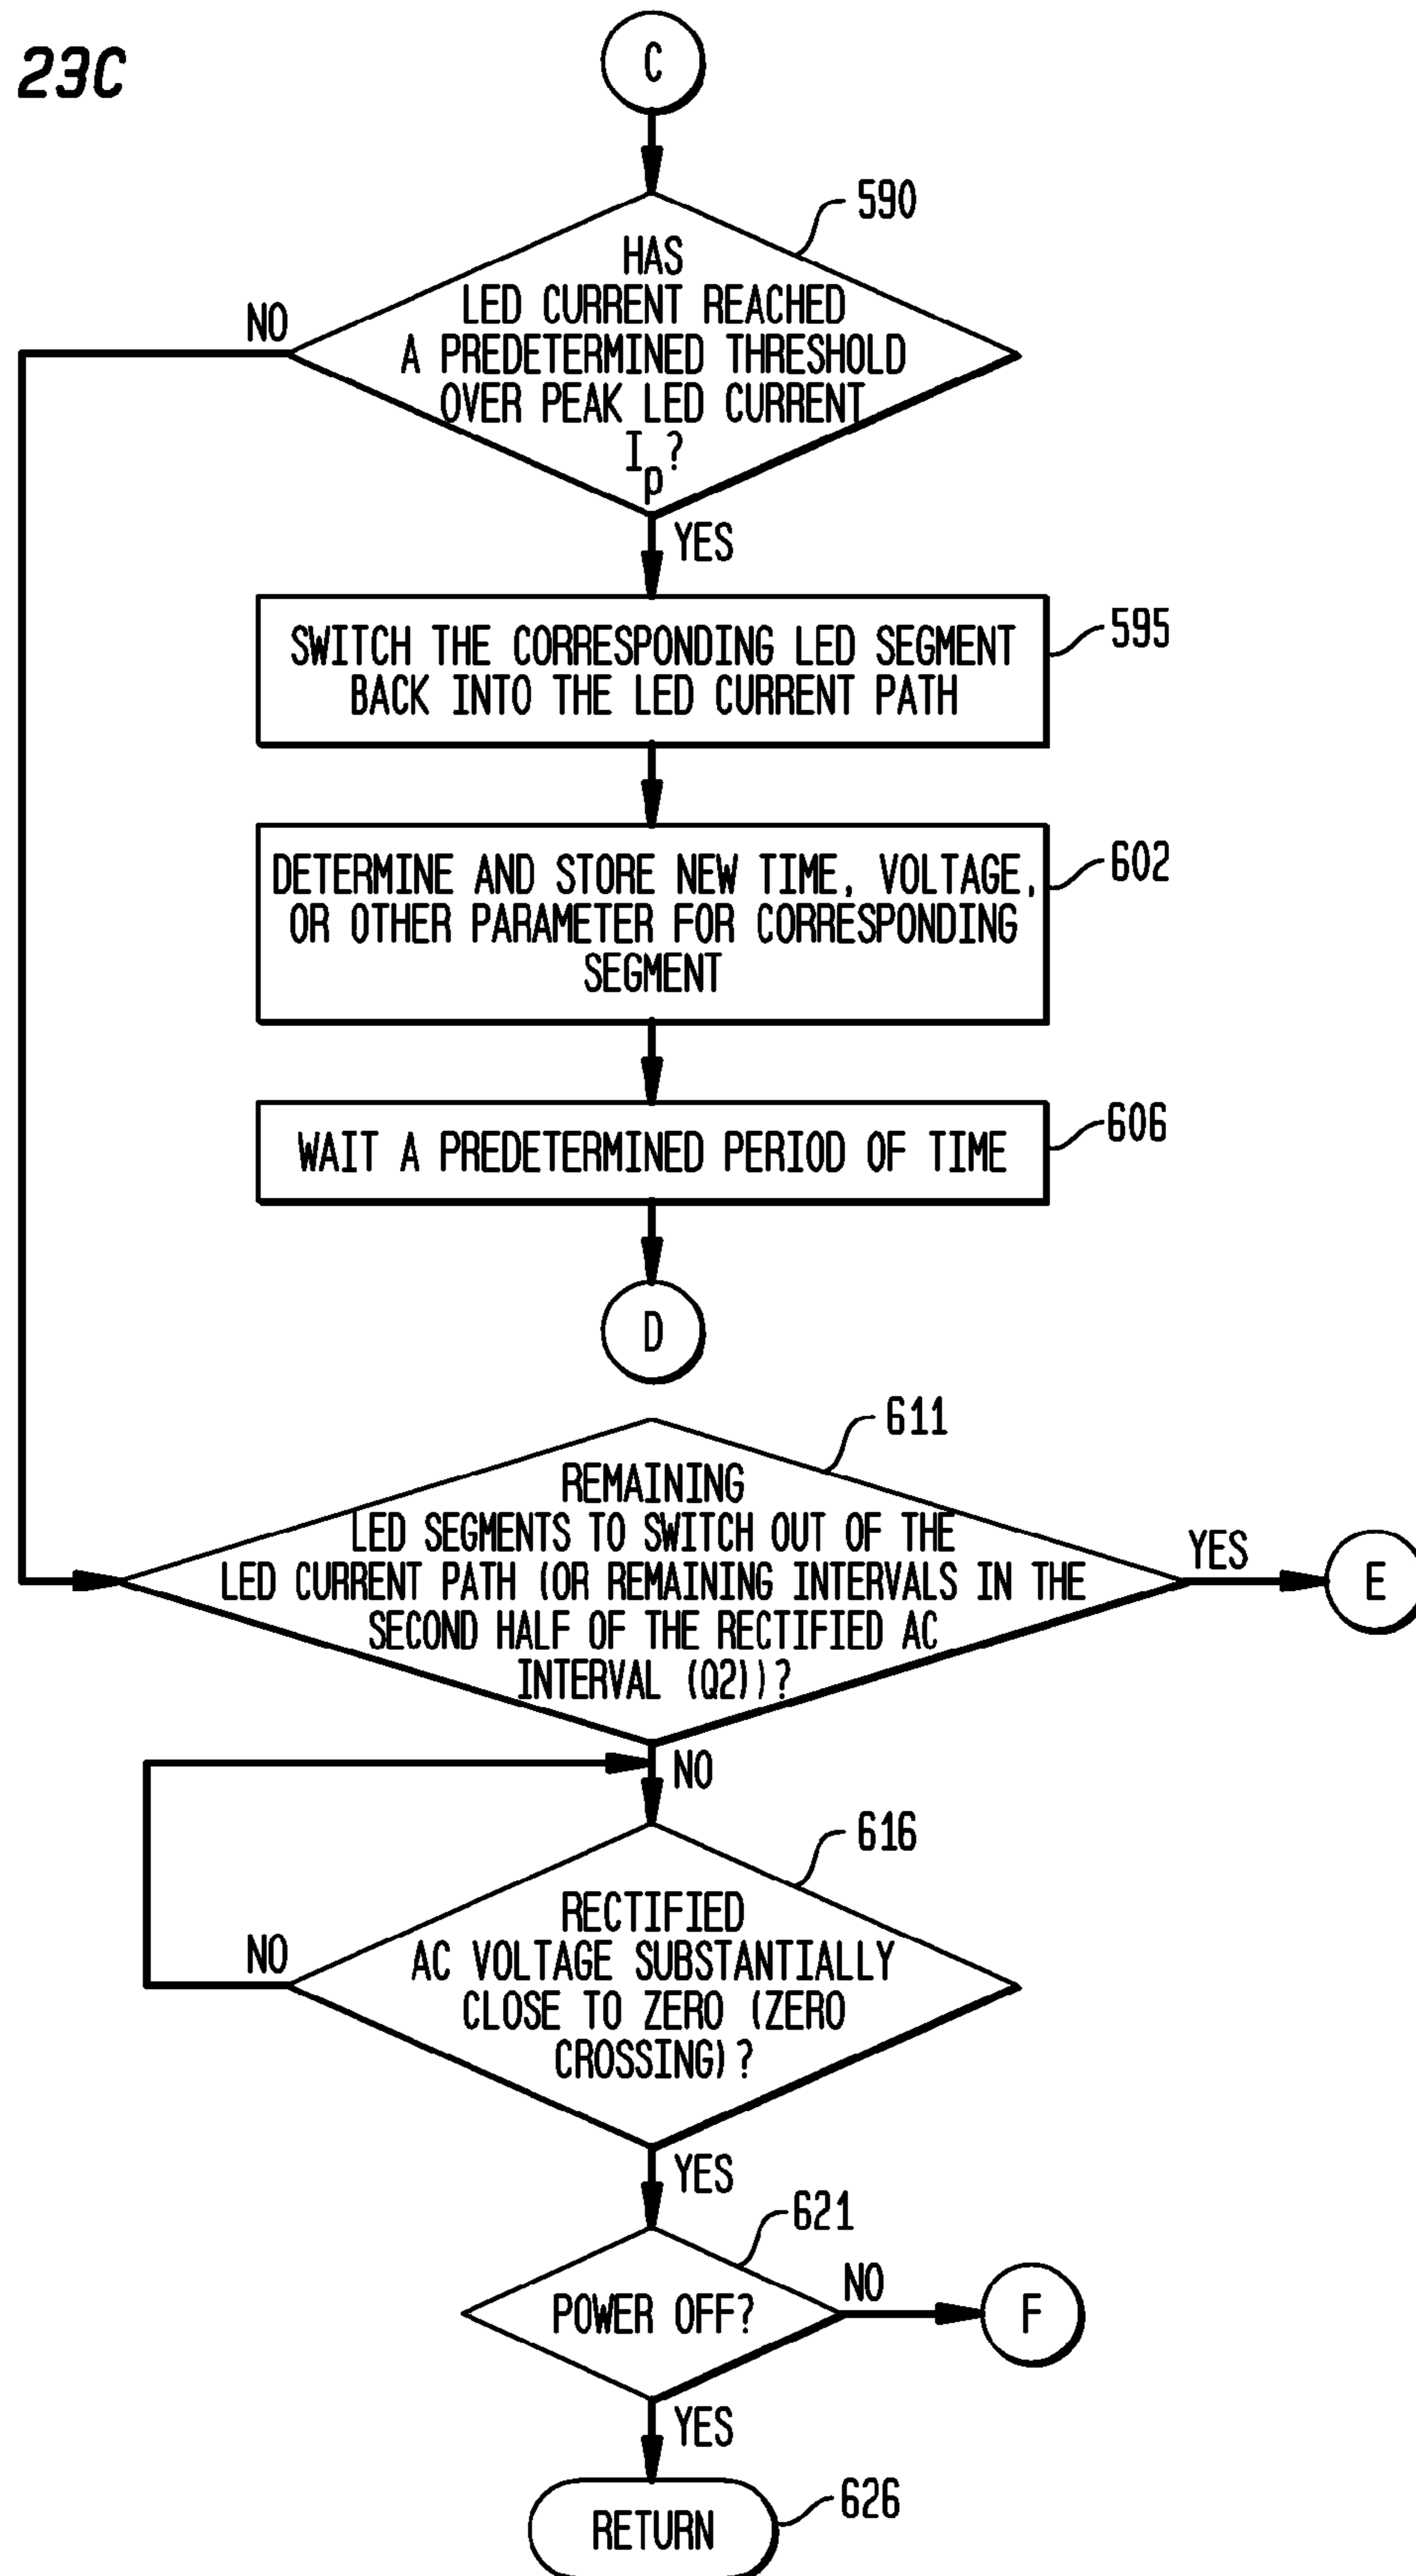 23C
C
590
HAS
LED CURRENT REACHED
A PREDETERMINED THRESHOLD
OVER PEAK LED CURRENT
Ip?
NO
YES
SWITCH THE CORRESPONDING LED SEGMENT
BACK INTO THE LED CURRENT PATH
595
DETERMINE AND STORE NEW TIME, VOLTAGE,
OR OTHER PARAMETER FOR CORRESPONDING
SEGMENT
602
WAIT A PREDETERMINED PERIOD OF TIME
606
D
611
REMAINING
LED SEGMENTS TO SWITCH OUT OF THE
LED CURRENT PATH (OR REMAINING INTERVALS IN THE
SECOND HALF OF THE RECTIFIED AC
INTERVAL (Q2))?
YES
E
NO
616
RECTIFIED
AC VOLTAGE SUBSTANTIALLY
CLOSE TO ZERO (ZERO
CROSSING)?
NO
YES
621
POWER OFF?
NO
F
YES
RETURN
626